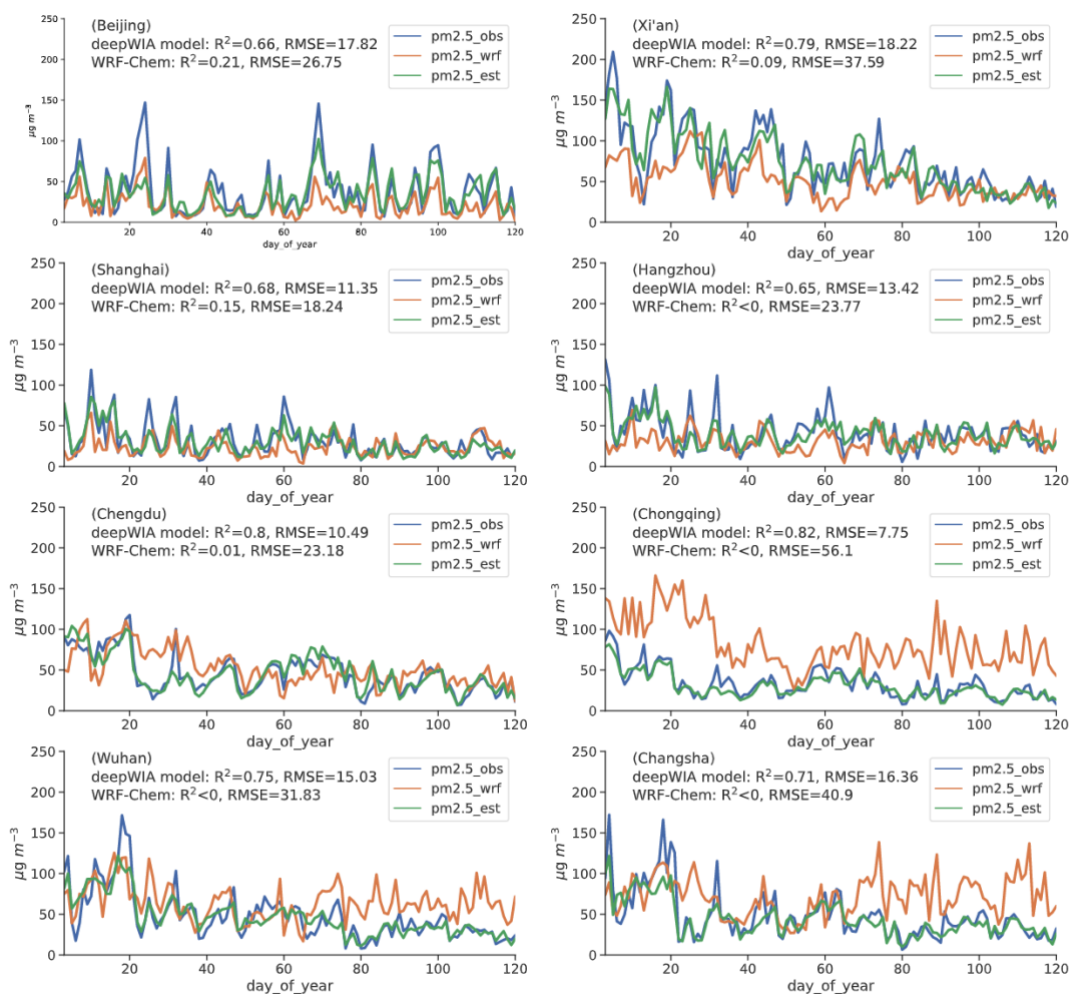 (Beijing)
deepWIA model: R²=0.66, RMSE=17.82
WRF-Chem: R²=0.21, RMSE=26.75
pm2.5_obs
pm2.5_wrf
pm2.5_est
250
200
150
100
50
0
µg m⁻³
20 40 60 80 100 120
day_of_year
(Xi'an)
deepWIA model: R²=0.79, RMSE=18.22
WRF-Chem: R²=0.09, RMSE=37.59
pm2.5_obs
pm2.5_wrf
pm2.5_est
250
200
150
100
50
0
µg m⁻³
20 40 60 80 100 120
day_of_year
(Shanghai)
deepWIA model: R²=0.68, RMSE=11.35
WRF-Chem: R²=0.15, RMSE=18.24
pm2.5_obs
pm2.5_wrf
pm2.5_est
250
200
150
100
50
0
µg m⁻³
20 40 60 80 100 120
day_of_year
(Hangzhou)
deepWIA model: R²=0.65, RMSE=13.42
WRF-Chem: R²<0, RMSE=23.77
pm2.5_obs
pm2.5_wrf
pm2.5_est
250
200
150
100
50
0
µg m⁻³
20 40 60 80 100 120
day_of_year
(Chengdu)
deepWIA model: R²=0.8, RMSE=10.49
WRF-Chem: R²=0.01, RMSE=23.18
pm2.5_obs
pm2.5_wrf
pm2.5_est
250
200
150
100
50
0
µg m⁻³
20 40 60 80 100 120
day_of_year
(Chongqing)
deepWIA model: R²=0.82, RMSE=7.75
WRF-Chem: R²<0, RMSE=56.1
pm2.5_obs
pm2.5_wrf
pm2.5_est
250
200
150
100
50
0
µg m⁻³
20 40 60 80 100 120
day_of_year
(Wuhan)
deepWIA model: R²=0.75, RMSE=15.03
WRF-Chem: R²<0, RMSE=31.83
pm2.5_obs
pm2.5_wrf
pm2.5_est
250
200
150
100
50
0
µg m⁻³
20 40 60 80 100 120
day_of_year
(Changsha)
deepWIA model: R²=0.71, RMSE=16.36
WRF-Chem: R²<0, RMSE=40.9
pm2.5_obs
pm2.5_wrf
pm2.5_est
250
200
150
100
50
0
µg m⁻³
20 40 60 80 100 120
day_of_year